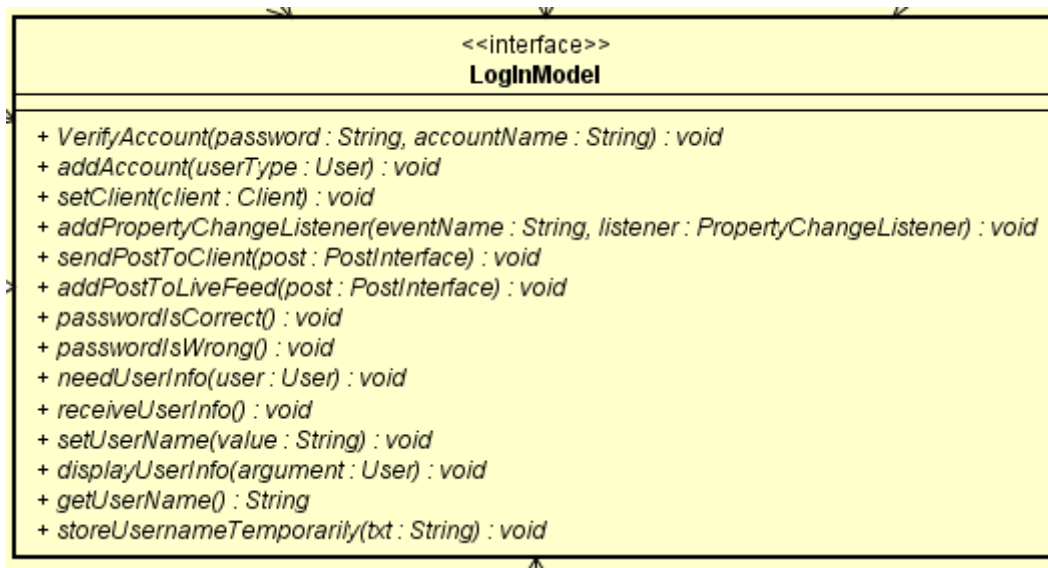 <<interface>>
LogInModel
+ VerifyAccount(password : String, accountName : String) : void
+ addAccount(userType : User) : void
+ setClient(client : Client) : void
+ addPropertyChangeListener(eventName : String, listener : PropertyChangeListener) : void
+ sendPostToClient(post : PostInterface) : void
+ addPostToLiveFeed(post : PostInterface) : void
+ passwordIsCorrect() : void
+ passwordIsWrong() : void
+ needUserInfo(user : User) : void
+ receiveUserInfo() : void
+ setUserName(value : String) : void
+ displayUserInfo(argument : User) : void
+ getUserName() : String
+ storeUsernameTemporarily(txt : String) : void